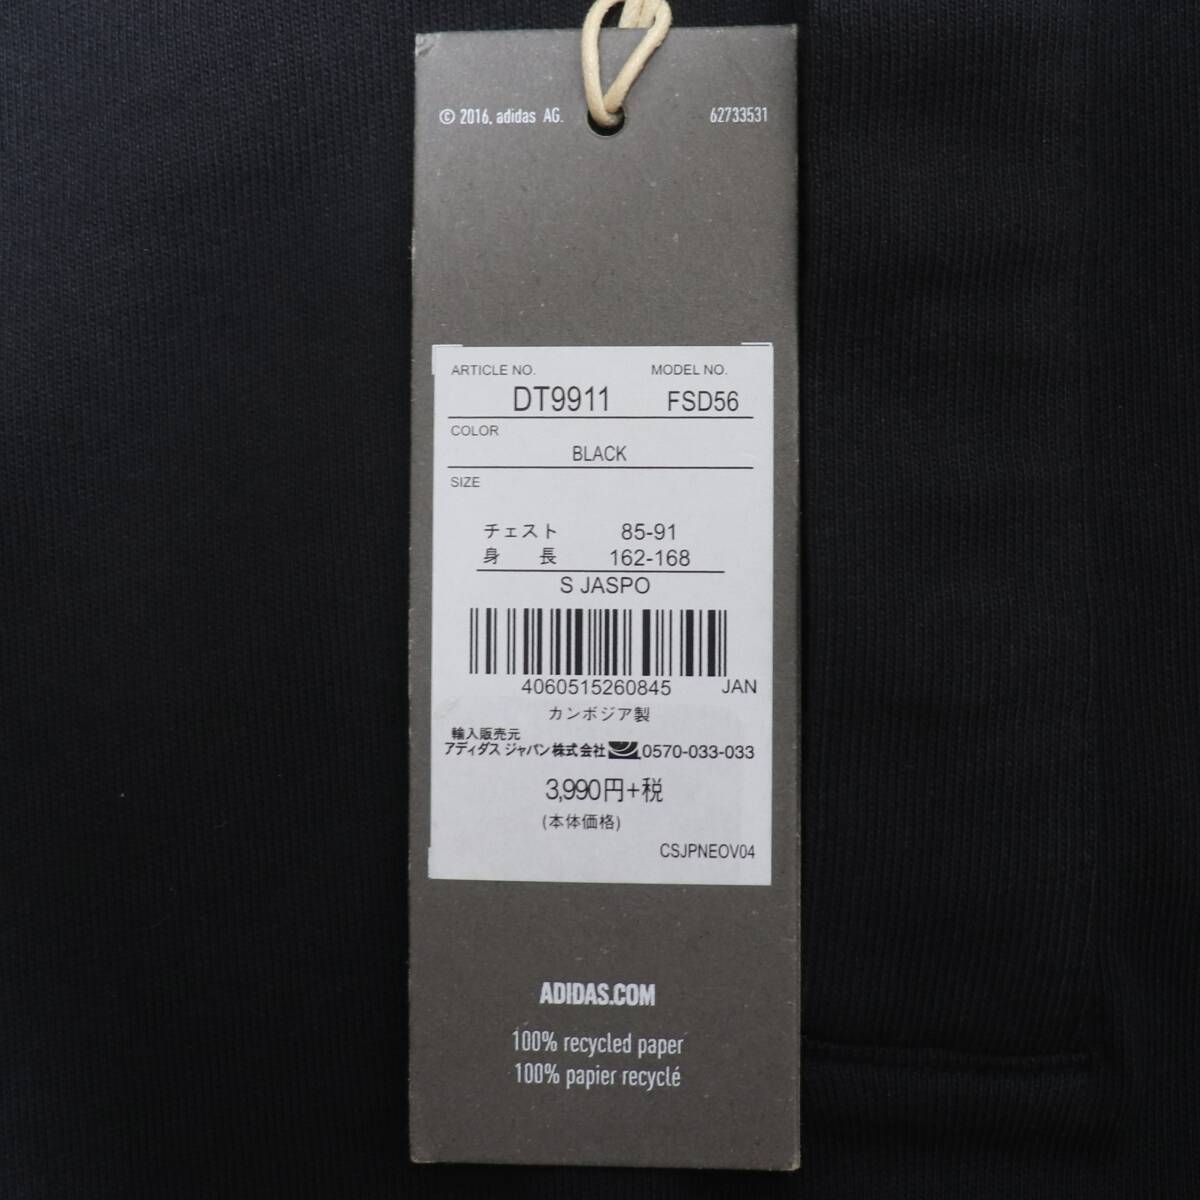 © 2016, adidas AG. 62733531
ARTICLE NO. MODEL NO.
DT9911 FSD56
COLOR
BLACK
SIZE
チェスト 85-91
身 長 162-168
S JASPO
4060515260845 JAN
カンボジア製
輸入販売元
アディダス ジャパン株式会社 0570-033-033
3,990円+税
(本体価格)
CSJPNEOV04
ADIDAS.COM
100% recycled paper
100% papier recyclé